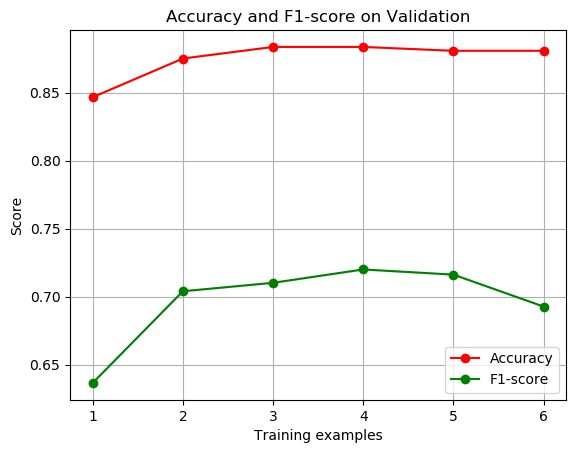 Accuracy and F1-score on Validation
Score
0.85
0.80
0.75
0.70
0.65
1 2 3 4 5 6
Training examples
Accuracy
F1-score